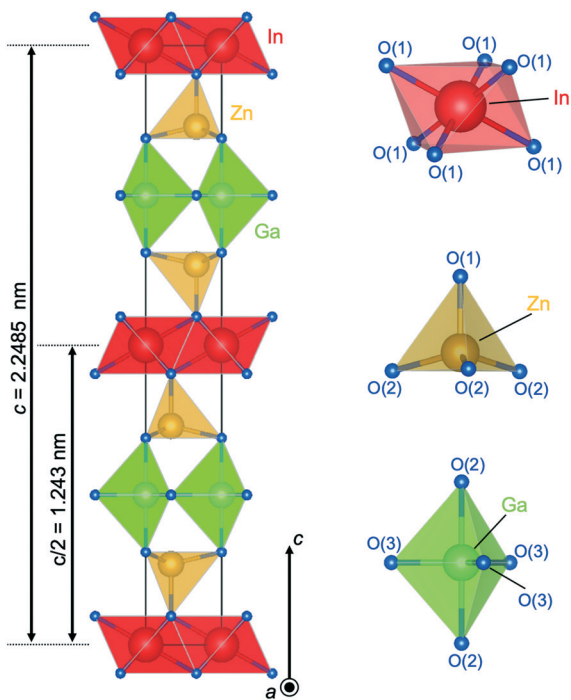 In
Zn
Ga
c = 2.2485 nm
c/2 = 1.243 nm
c
a
O(1)
O(1)
O(1)
In
O(1)
O(1)
O(1)
O(1)
Zn
O(2)
O(2)
O(2)
O(2)
Ga
O(3)
O(3)
O(3)
O(2)